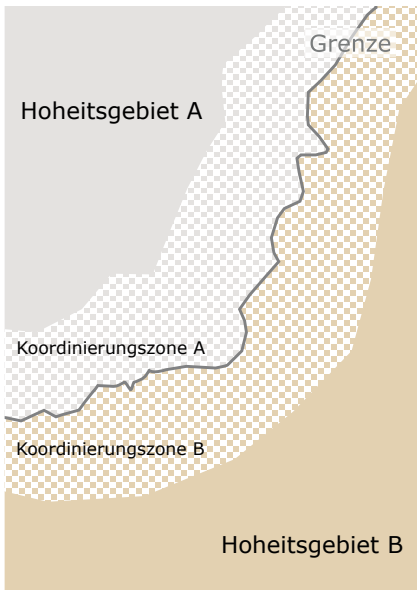 Grenze
Hoheitsgebiet A
Koordinierungszone A
Koordinierungszone B
Hoheitsgebiet B